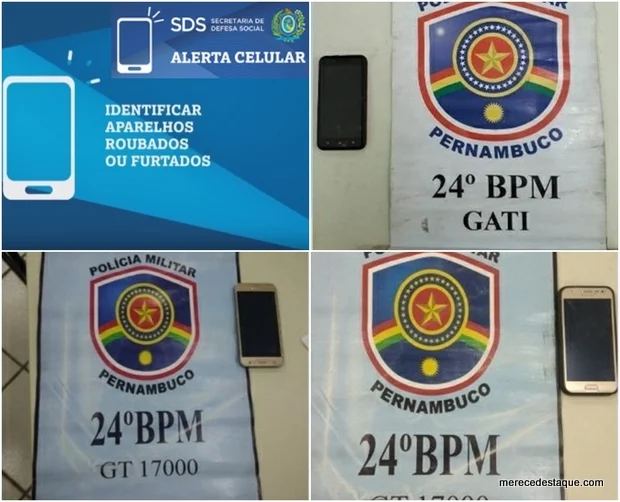 SDS SECRETARIA DE
DEFESA SOCIAL
ALERTA CELULAR
IDENTIFICAR
APARELHOS
ROUBADOS
OU FURTADOS
PERNAMBUCO
24º BPM
GATI
POLÍCIA MILITAR
PERNAMBUCO
24ºBPM
GT 17000
POLÍCIA MILITAR
PERNAMBUCO
24ºBPM
merecedestaque.com